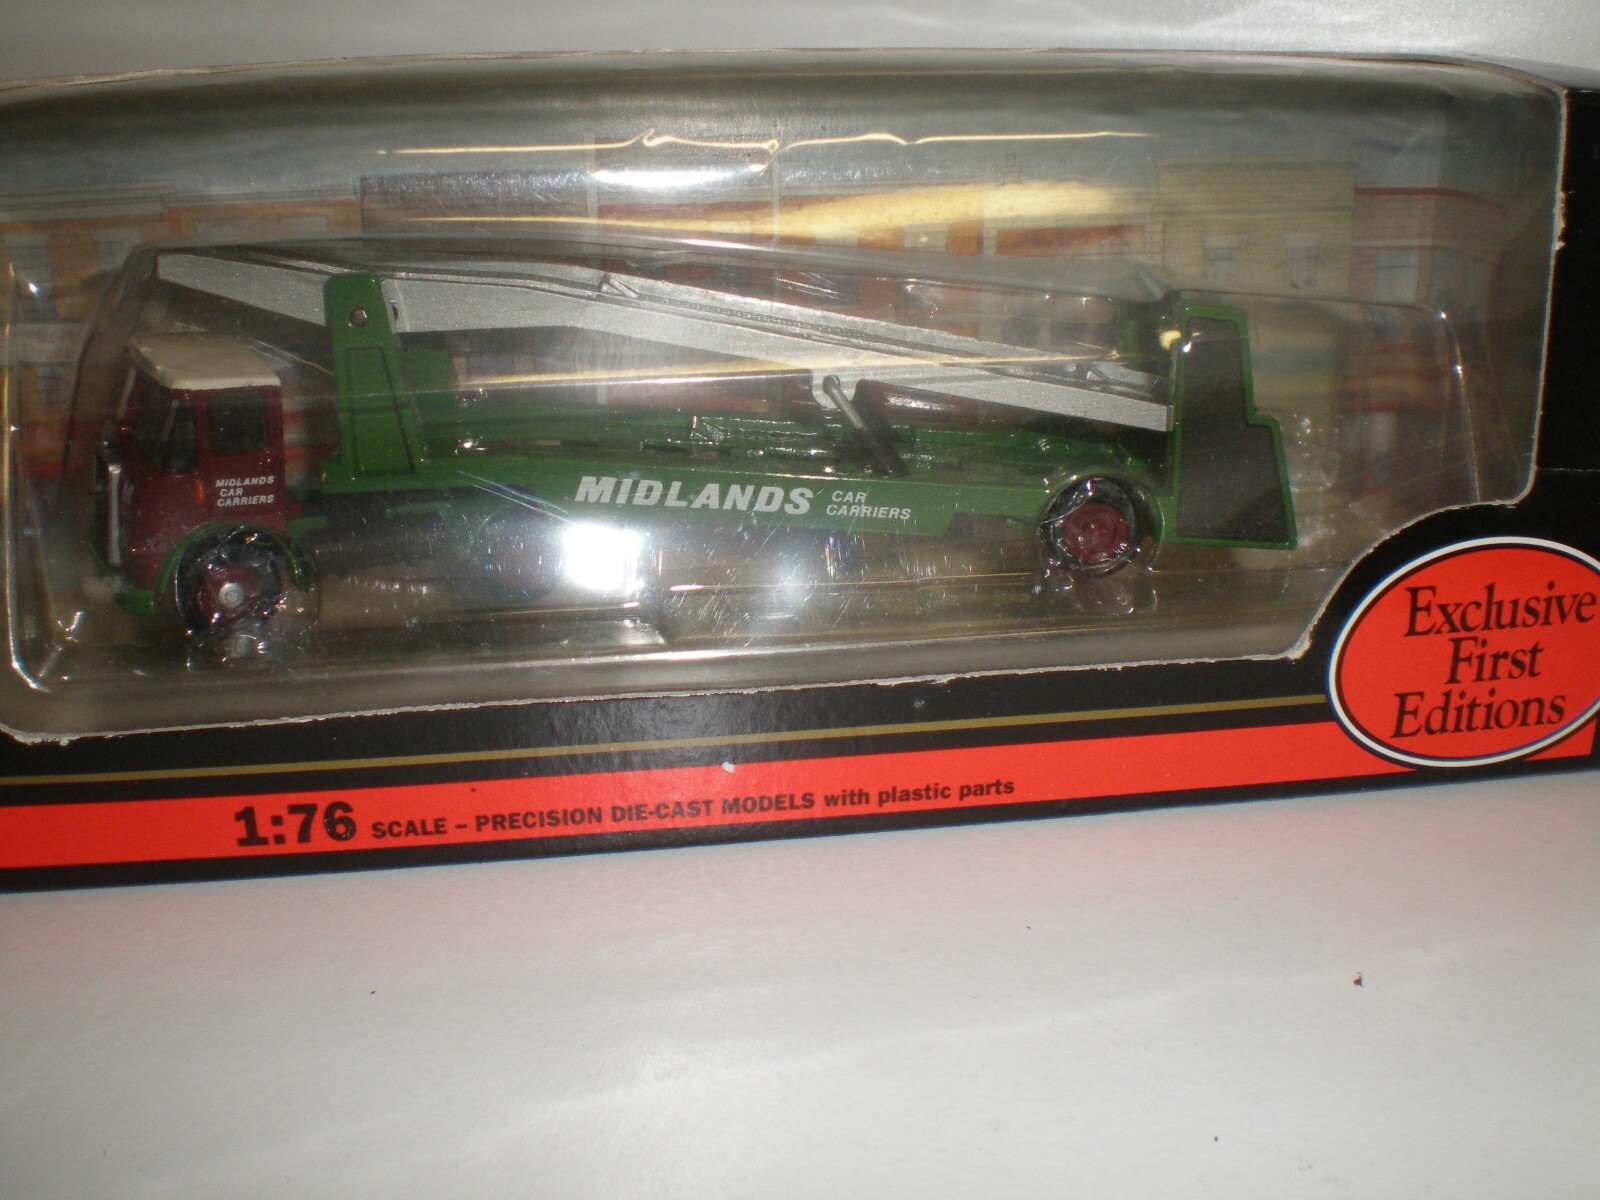 MIDLANDS
CAR
CARRIERS
MIDLANDS CAR
CARRIERS
Exclusive
First
Editions
1:76 SCALE – PRECISION DIE-CAST MODELS with plastic parts